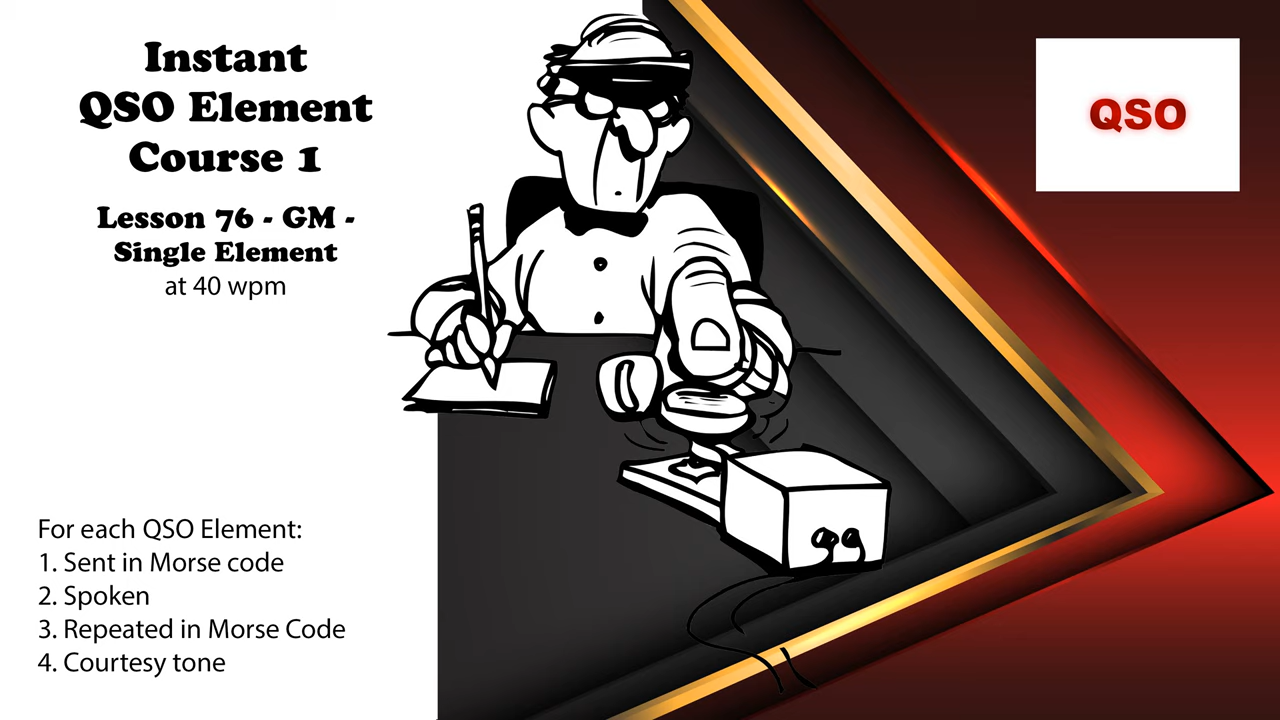 Instant
QSO Element
Course 1
Lesson 76 - GM -
Single Element
at 40 wpm
QSO
For each QSO Element:
1. Sent in Morse code
2. Spoken
3. Repeated in Morse Code
4. Courtesy tone